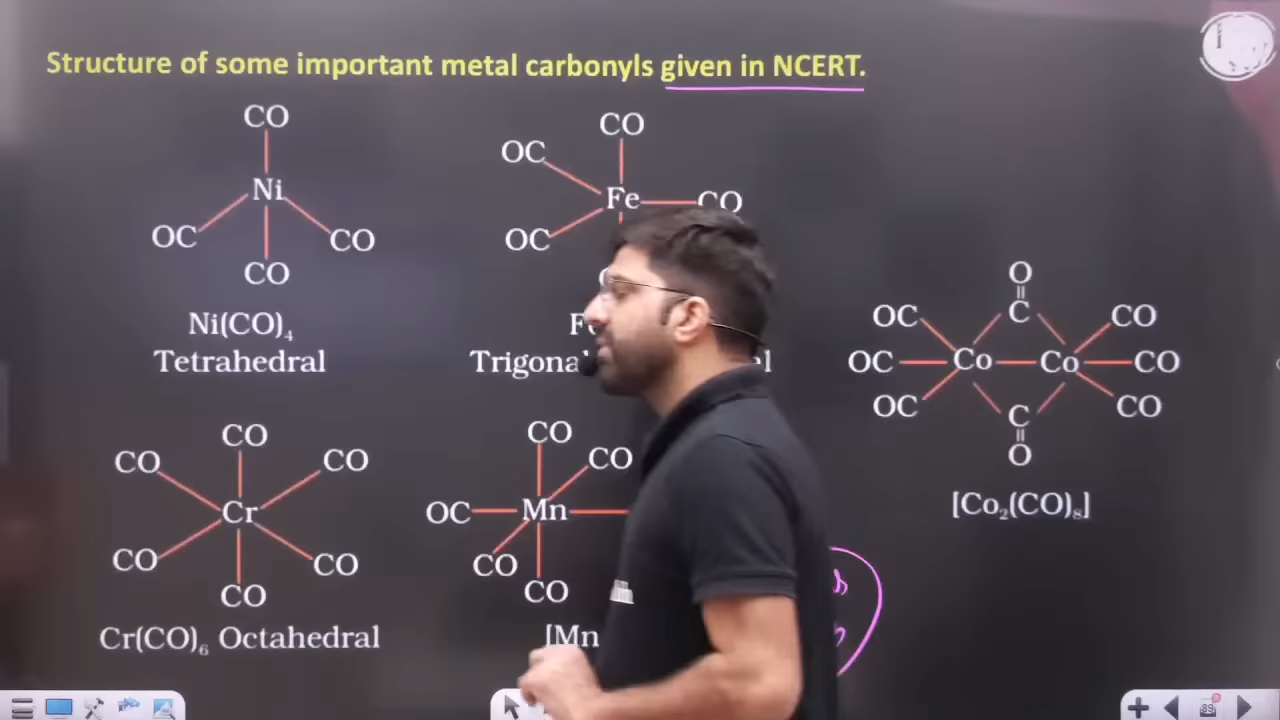 Structure of some important metal carbonyls given in NCERT.
CO
Ni
OC
CO
CO
Ni(CO)₄
Tetrahedral
CO
OC
Fe
CO
OC
Trigonal
CO
CO
CO
Cr
CO
CO
CO
Cr(CO)₆ Octahedral
CO
CO
OC
Mn
CO
CO
[Mn
O
C
OC
CO
OC
Co
Co
CO
OC
CO
C
O
[Co₂(CO)₈]
89